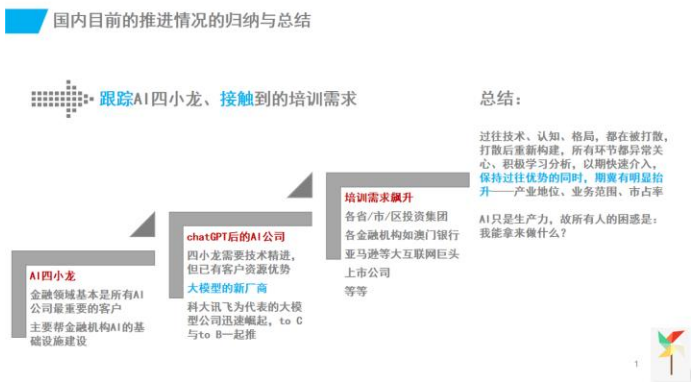 国内目前的推进情况的归纳与总结
跟踪AI四小龙、接触到的培训需求
AI四小龙
金融领域基本是所有AI
公司最重要的客户
主要帮金融机构AI的基
础设施建设
chatGPT后的AI公司
四小龙需要技术精进，
但已有客户资源优势
大模型的新厂商
科大讯飞为代表的大模
型公司迅速崛起，to C
与to B一起推
培训需求飙升
各省/市/区投资集团
各金融机构如澳门银行
亚马逊等大互联网巨头
上市公司
等等
总结：
过往技术、认知、格局，都在被打散，
打散后重新构建，所有环节都异常关
心、积极学习分析，以期快速介入，
保持过往优势的同时，期冀有明显抬
升——产业地位、业务范围、市占率
AI只是生产力，故所有人的困惑是：
我能拿来做什么？
1